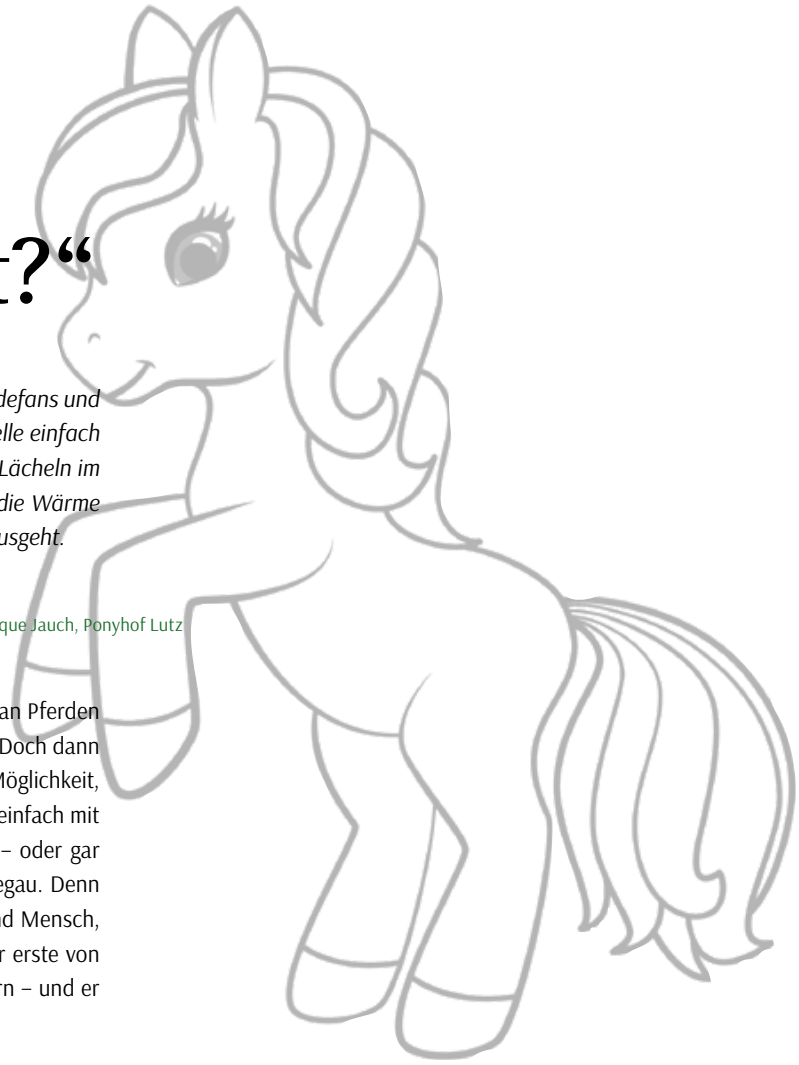 t?“
defans und
elle einfach
Lächeln im
die Wärme
usgeht.
que Jauch, Ponyhof Lutz
an Pferden
Doch dann
Möglichkeit,
einfach mit
– oder gar
egau. Denn
nd Mensch,
r erste von
rn – und er